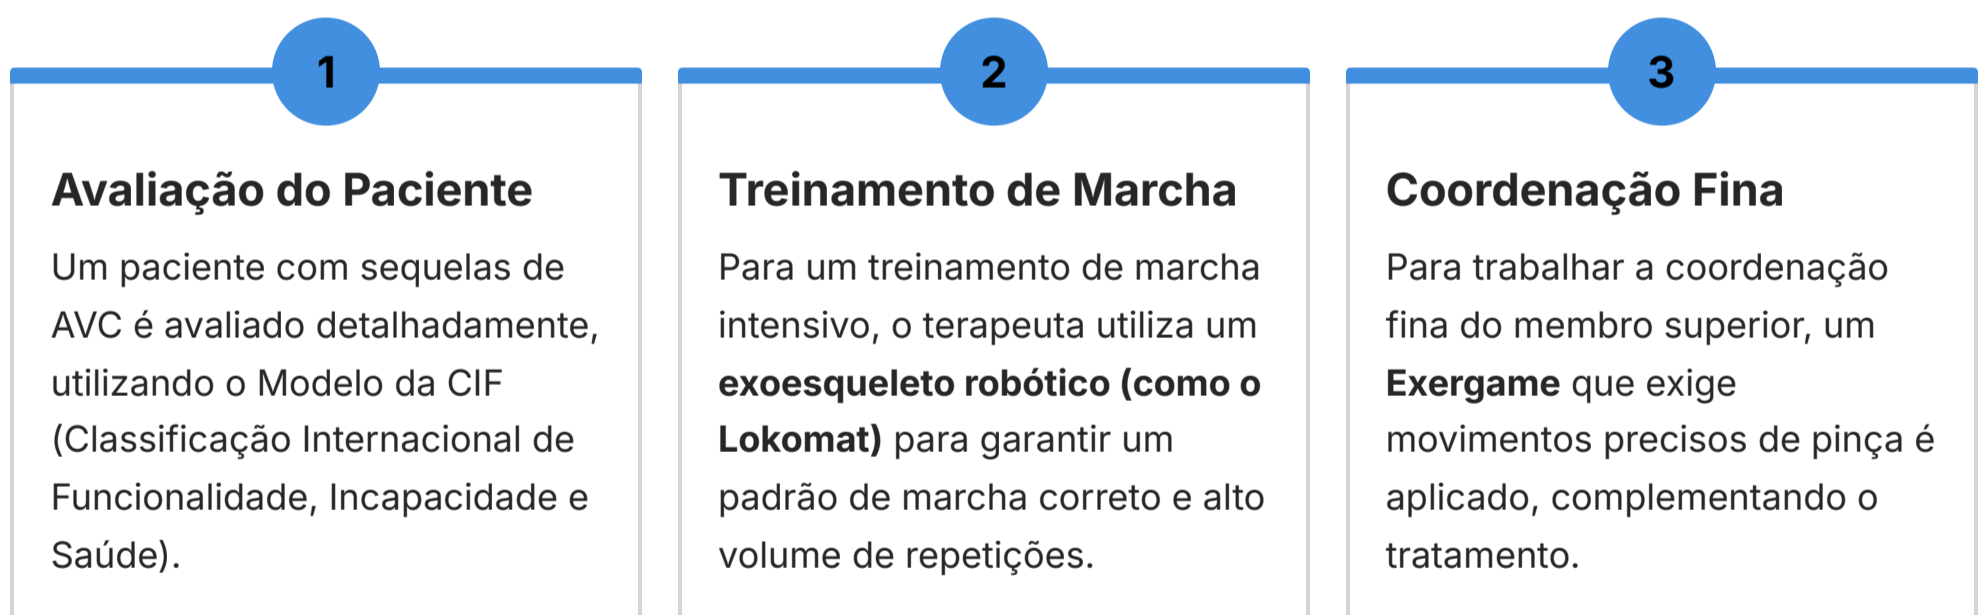 1
Avaliação do Paciente
Um paciente com sequelas de
AVC é avaliado detalhadamente,
utilizando o Modelo da CIF
(Classificação Internacional de
Funcionalidade, Incapacidade e
Saúde).
2
Treinamento de Marcha
Para um treinamento de marcha
intensivo, o terapeuta utiliza um
exoesqueleto robótico (como o
Lokomat) para garantir um
padrão de marcha correto e alto
volume de repetições.
3
Coordenação Fina
Para trabalhar a coordenação
fina do membro superior, um
Exergame que exige
movimentos precisos de pinça é
aplicado, complementando o
tratamento.